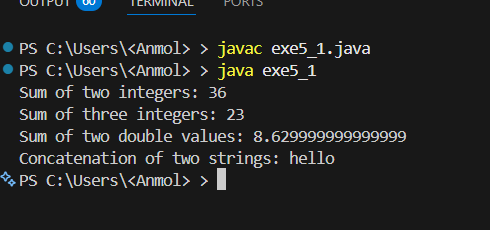 OUTPUT 60 TERMINAL PORTS
PS C:\Users\<Anmol> > javac exe5_1.java
PS C:\Users\<Anmol> > java exe5_1
Sum of two integers: 36
Sum of three integers: 23
Sum of two double values: 8.629999999999999
Concatenation of two strings: hello
PS C:\Users\<Anmol> >